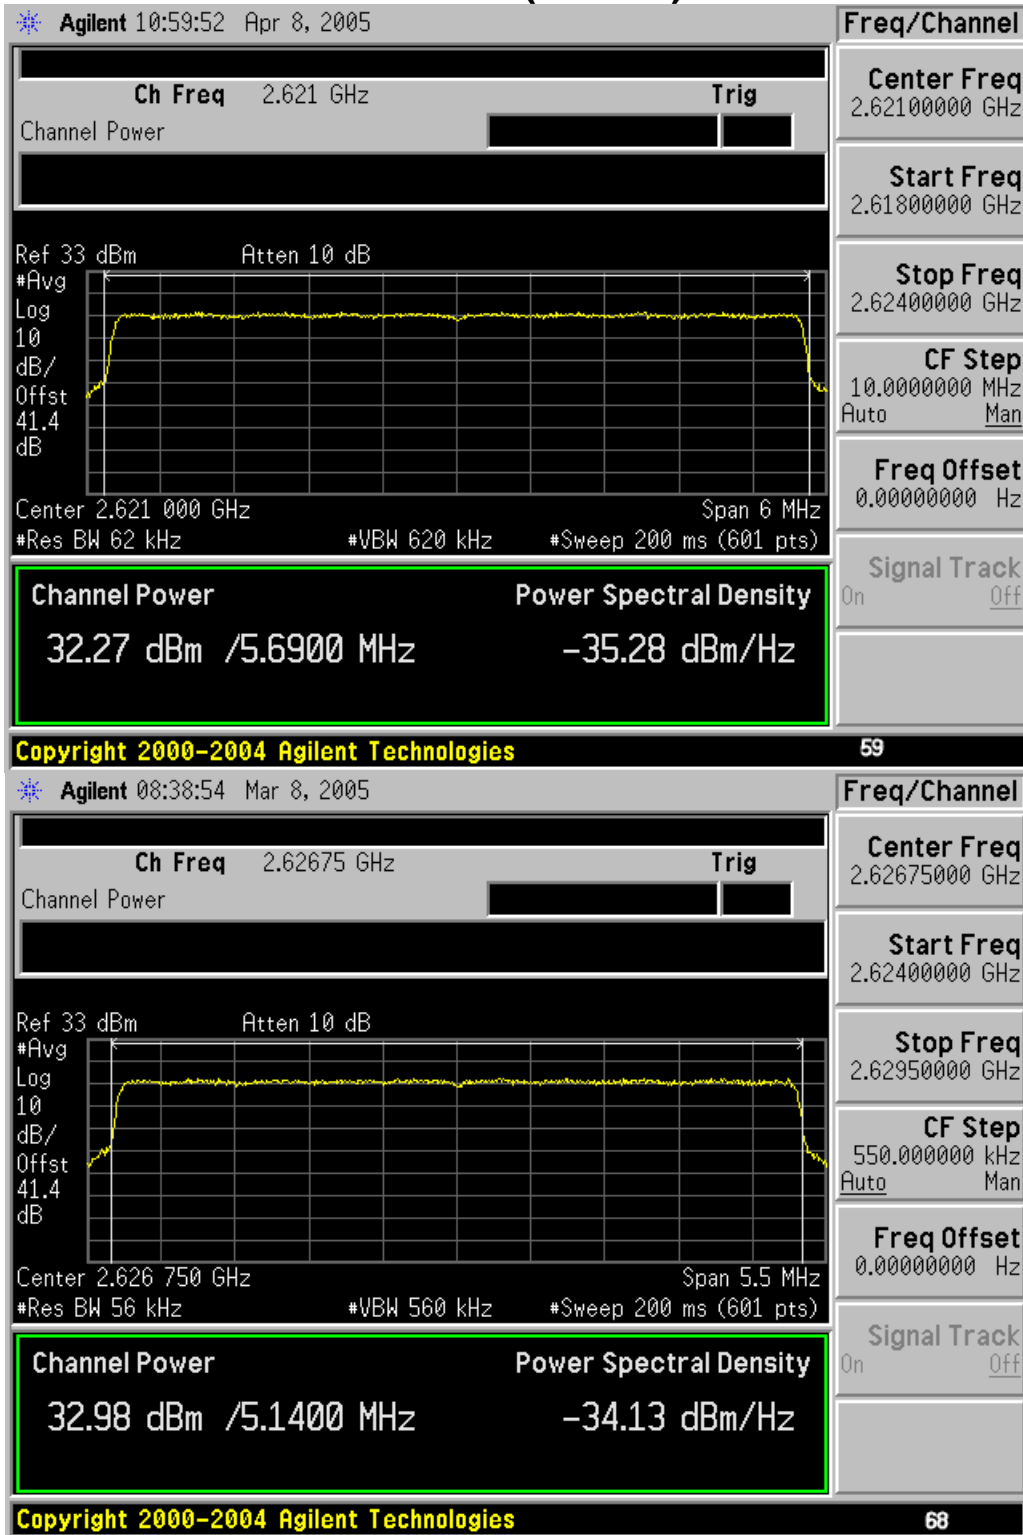 Agilent 10:59:52 Apr 8, 2005
Freq/Channel
Ch Freq 2.621 GHz Trig
Channel Power
Center Freq
2.62100000 GHz
Start Freq
2.61800000 GHz
Stop Freq
2.62400000 GHz
CF Step
10.0000000 MHz
Auto Man
Freq Offset
0.00000000 Hz
Signal Track
On Off
Ref 33 dBm Atten 10 dB
#Avg
Log
10
dB/
Offst
41.4
dB
Center 2.621 000 GHz Span 6 MHz
#Res BW 62 kHz #VBW 620 kHz #Sweep 200 ms (601 pts)
Channel Power Power Spectral Density
32.27 dBm /5.6900 MHz -35.28 dBm/Hz
Copyright 2000-2004 Agilent Technologies 59
Agilent 08:38:54 Mar 8, 2005
Freq/Channel
Ch Freq 2.62675 GHz Trig
Channel Power
Center Freq
2.62675000 GHz
Start Freq
2.62400000 GHz
Stop Freq
2.62950000 GHz
CF Step
550.000000 kHz
Auto Man
Freq Offset
0.00000000 Hz
Signal Track
On Off
Ref 33 dBm Atten 10 dB
#Avg
Log
10
dB/
Offst
41.4
dB
Center 2.626 750 GHz Span 5.5 MHz
#Res BW 56 kHz #VBW 560 kHz #Sweep 200 ms (601 pts)
Channel Power Power Spectral Density
32.98 dBm /5.1400 MHz -34.13 dBm/Hz
Copyright 2000-2004 Agilent Technologies 68